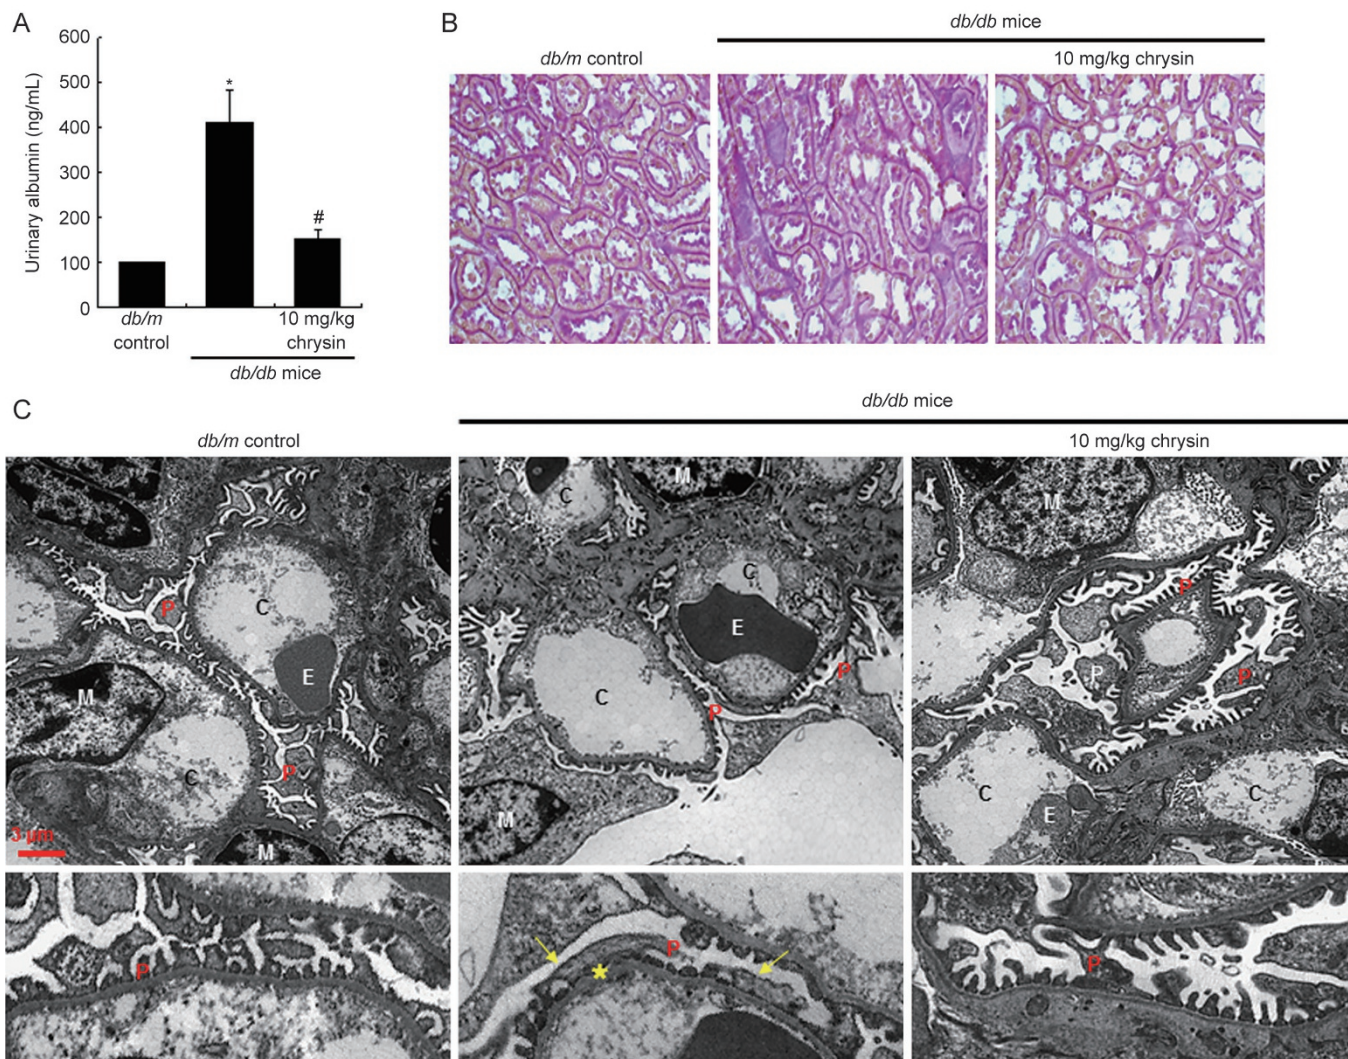 A
Urinary albumin (ng/mL)
600
500
400
300
200
100
0
*
#
db/m
control
10 mg/kg
chrysin
db/db mice
B
db/db mice
db/m control
10 mg/kg chrysin
C
db/db mice
db/m control
10 mg/kg chrysin
P
C
E
M
P
C
M
3 µm
C
M
C
E
P
C
P
M
M
P
P
P
C
E
C
P
P
P